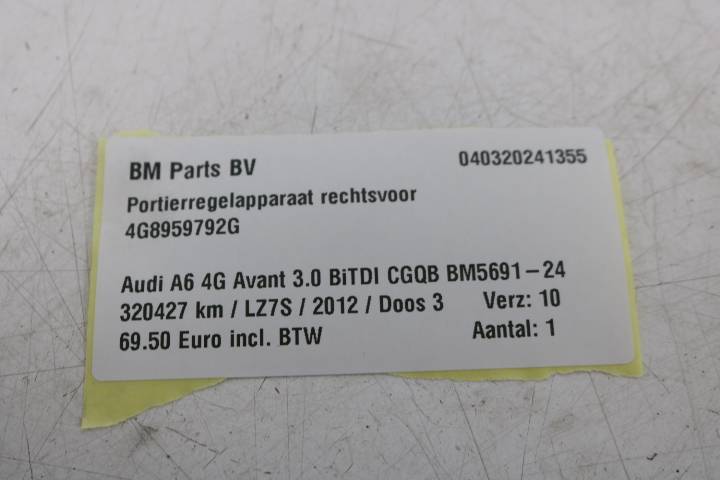 BM Parts BV 040320241355
Portierregelapparaat rechtsvoor
4G8959792G
Audi A6 4G Avant 3.0 BiTDI CGQB BM5691-24
320427 km / LZ7S / 2012 / Doos 3 Verz: 10
69.50 Euro incl. BTW Aantal: 1